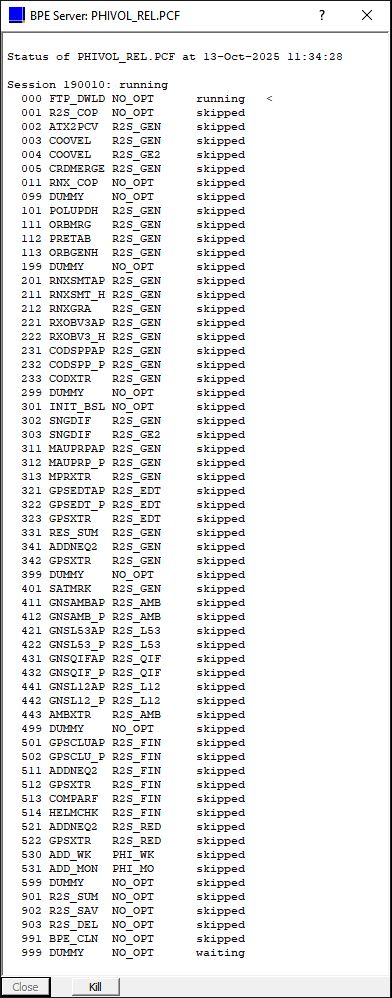 BPE Server: PHIVOL_REL.PCF ? ×
Status of PHIVOL_REL.PCF at 13-Oct-2025 11:34:28
Session 190010: running
000 FTP_DWLD NO_OPT running <
001 R2S_COP NO_OPT skipped
002 ATX2PCV R2S_GEN skipped
003 COOVEL R2S_GEN skipped
004 COOVEL R2S_GE2 skipped
005 CRDMERGE R2S_GEN skipped
011 RNX_COP NO_OPT skipped
099 DUMMY NO_OPT skipped
101 POLUPDH R2S_GEN skipped
111 ORBMRG R2S_GEN skipped
112 PRETAB R2S_GEN skipped
113 ORBGENH R2S_GEN skipped
199 DUMMY NO_OPT skipped
201 RNXSMTAP R2S_GEN skipped
211 RNXSMT_H R2S_GEN skipped
212 RNXGRA R2S_GEN skipped
221 RXOBV3AP R2S_GEN skipped
222 RXOBV3_H R2S_GEN skipped
231 CODSPPAP R2S_GEN skipped
232 CODSPP_P R2S_GEN skipped
233 CODXTR R2S_GEN skipped
299 DUMMY NO_OPT skipped
301 INIT_BSL NO_OPT skipped
302 SNGDIF R2S_GEN skipped
303 SNGDIF R2S_GE2 skipped
311 MAUPRPAP R2S_GEN skipped
312 MAUPRP_P R2S_GEN skipped
313 MPRXTR R2S_GEN skipped
321 GPSEDTAP R2S_EDT skipped
322 GPSEDT_P R2S_EDT skipped
323 GPSXTR R2S_EDT skipped
331 RES_SUM R2S_GEN skipped
341 ADDNEQ2 R2S_GEN skipped
342 GPSXTR R2S_GEN skipped
399 DUMMY NO_OPT skipped
401 SATMRK R2S_GEN skipped
411 GNSAMBAP R2S_AMB skipped
412 GNSAMB_P R2S_AMB skipped
421 GNSL53AP R2S_L53 skipped
422 GNSL53_P R2S_L53 skipped
431 GNSQIFAP R2S_QIF skipped
432 GNSQIF_P R2S_QIF skipped
441 GNSL12AP R2S_L12 skipped
442 GNSL12_P R2S_L12 skipped
443 AMBXTR R2S_AMB skipped
499 DUMMY NO_OPT skipped
501 GPSCLUAP R2S_FIN skipped
502 GPSCLU_P R2S_FIN skipped
511 ADDNEQ2 R2S_FIN skipped
512 GPSXTR R2S_FIN skipped
513 COMPARF R2S_FIN skipped
514 HELMCHK R2S_FIN skipped
521 ADDNEQ2 R2S_RED skipped
522 GPSXTR R2S_RED skipped
530 ADD_WK PHI_WK skipped
531 ADD_MON PHI_MO skipped
599 DUMMY NO_OPT skipped
901 R2S_SUM NO_OPT skipped
902 R2S_SAV NO_OPT skipped
903 R2S_DEL NO_OPT skipped
991 BPE_CLN NO_OPT skipped
999 DUMMY NO_OPT waiting
Close Kill